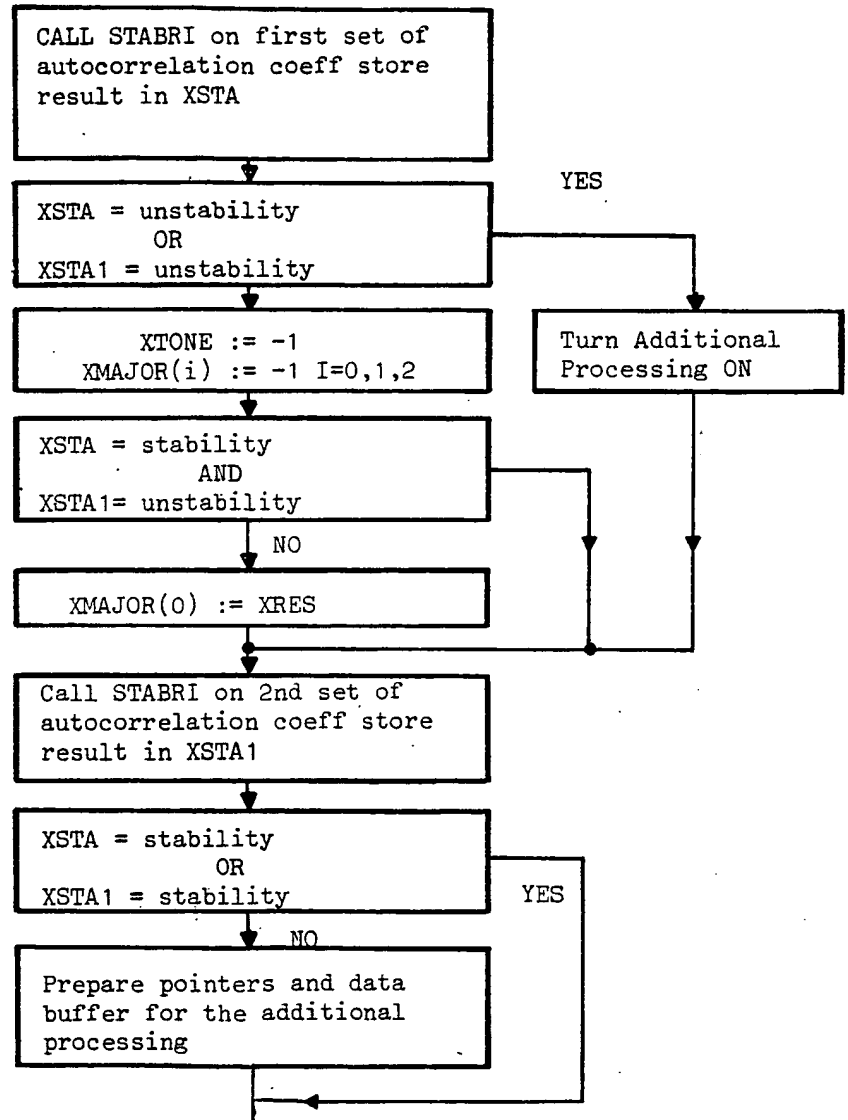 CALL STABRI on first set of
autocorrelation coeff store
result in XSTA
YES
XSTA = unstability
OR
XSTA1 = unstability
XTONE := -1
XMAJOR(i) := -1 I=0,1,2
Turn Additional
Processing ON
XSTA = stability
AND
XSTA1= unstability
NO
XMAJOR(0) := XRES
Call STABRI on 2nd set of
autocorrelation coeff store
result in XSTA1
XSTA = stability
OR
XSTA1 = stability
YES
NO
Prepare pointers and data
buffer for the additional
processing